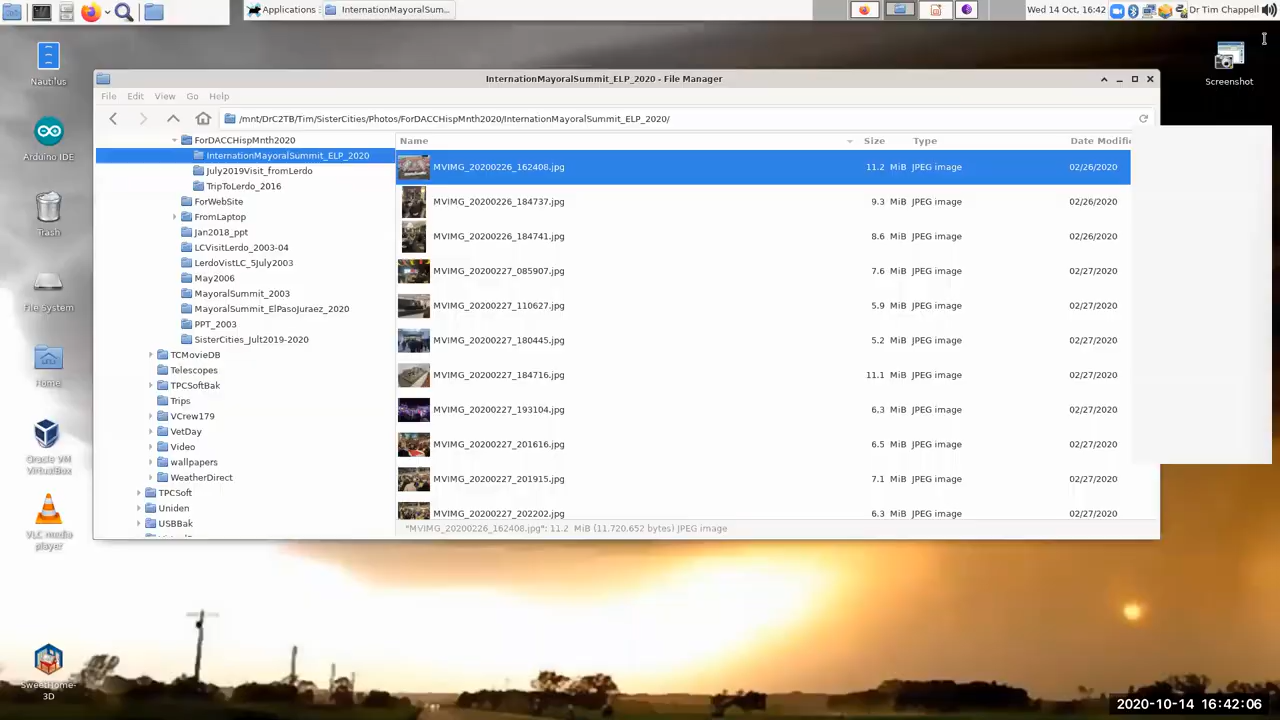 Applications
InternationMayoralSum...
Wed 14 Oct, 16:42
Dr Tim Chappell
Nautilus
Arduino IDE
Trash
File System
Home
Oracle VM
VirtualBox
VLC media
player
SweetHome-
3D
Screenshot
InternationMayoralSummit_ELP_2020 - File Manager
File Edit View Go Help
/mnt/DrC2TB/Tim/SisterCities/Photos/ForDACCHispMnth2020/InternationMayoralSummit_ELP_2020/
ForDACCHispMnth2020
InternationMayoralSummit_ELP_2020
July2019Visit_fromLerdo
TripToLerdo_2016
ForWebSite
FromLaptop
Jan2018_ppt
LCVisitLerdo_2003-04
LerdoVistLC_5July2003
May2006
MayoralSummit_2003
MayoralSummit_ElPasoJuraez_2020
PPT_2003
SisterCities_Jult2019-2020
TCMovieDB
Telescopes
TPCSoftBak
Trips
VCrew179
VetDay
Video
wallpapers
WeatherDirect
TPCSoft
Uniden
USBBak
Name Size Type Date Modifie
MVIMG_20200226_162408.jpg 11.2 MiB JPEG image 02/26/2020
MVIMG_20200226_184737.jpg 9.3 MiB JPEG image 02/26/2020
MVIMG_20200226_184741.jpg 8.6 MiB JPEG image 02/26/2020
MVIMG_20200227_085907.jpg 7.6 MiB JPEG image 02/27/2020
MVIMG_20200227_110627.jpg 5.9 MiB JPEG image 02/27/2020
MVIMG_20200227_180445.jpg 5.2 MiB JPEG image 02/27/2020
MVIMG_20200227_184716.jpg 11.1 MiB JPEG image 02/27/2020
MVIMG_20200227_193104.jpg 6.3 MiB JPEG image 02/27/2020
MVIMG_20200227_201616.jpg 6.5 MiB JPEG image 02/27/2020
MVIMG_20200227_201915.jpg 7.1 MiB JPEG image 02/27/2020
MVIMG_20200227_202202.jpg 6.3 MiB JPEG image 02/27/2020
"MVIMG_20200226_162408.jpg": 11.2 MiB (11,720,652 bytes) JPEG image
2020-10-14 16:42:06